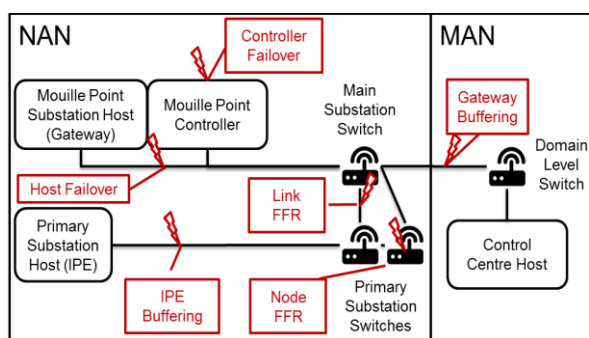 NAN
MAN
Controller
Failover
Mouille Point
Substation Host
(Gateway)
Mouille Point
Controller
Main
Substation
Switch
Gateway
Buffering
Domain
Level
Switch
Host Failover
Link
FFR
Primary
Substation
Host (IPE)
Control
Centre Host
IPE
Buffering
Node
FFR
Primary
Substation
Switches